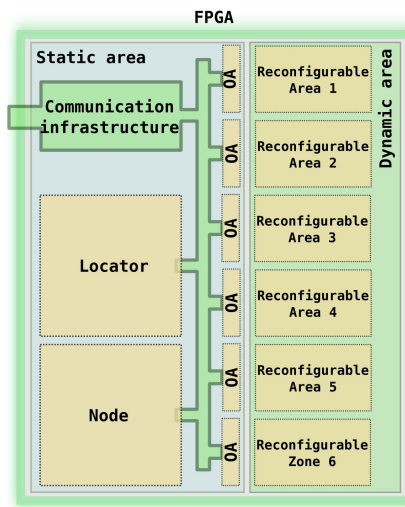 FPGA
Static area
Communication
infrastructure
Locator
Node
OA
OA
OA
OA
OA
OA
Dynamic area
Reconfigurable
Area 1
Reconfigurable
Area 2
Reconfigurable
Area 3
Reconfigurable
Area 4
Reconfigurable
Area 5
Reconfigurable
Zone 6